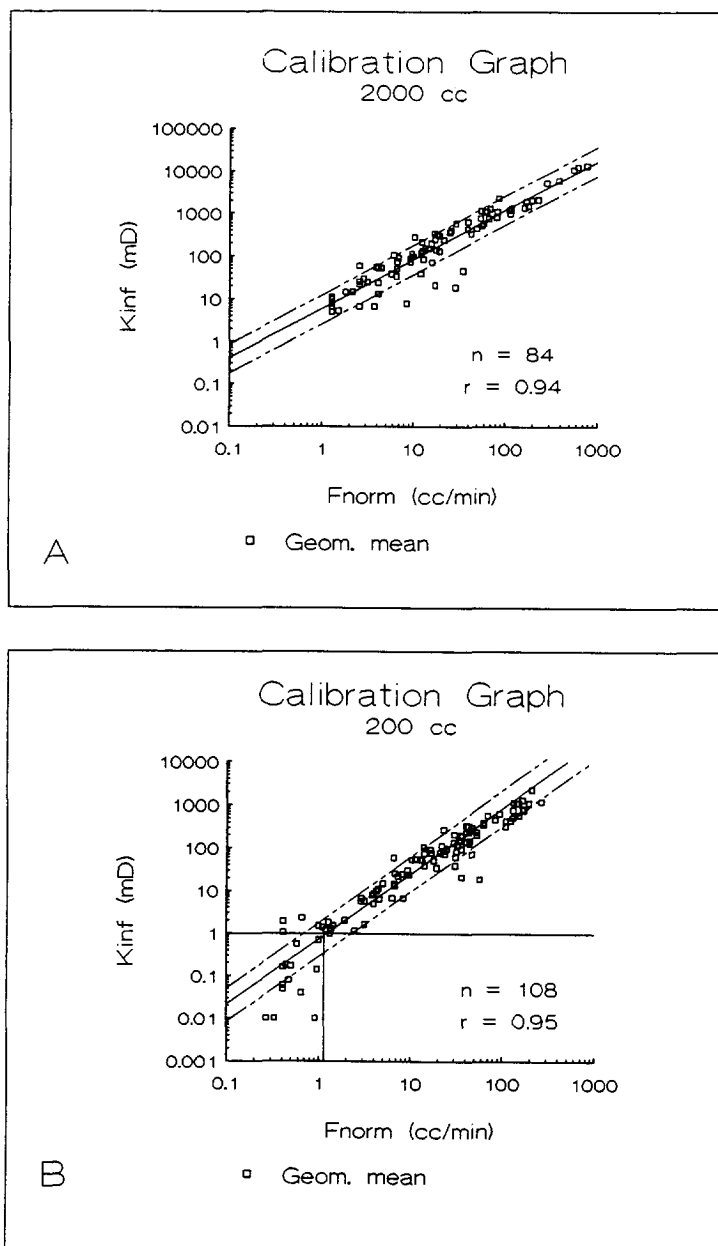 Calibration Graph
2000 cc
100000
10000
1000
100
10
1
0.1
0.01
Kinf (mD)
n = 84
r = 0.94
0.1 1 10 100 1000
Fnorm (cc/min)
Geom. mean
A
Calibration Graph
200 cc
10000
1000
100
10
1
0.1
0.01
0.001
Kinf (mD)
n = 108
r = 0.95
0.1 1 10 100 1000
Fnorm (cc/min)
Geom. mean
B